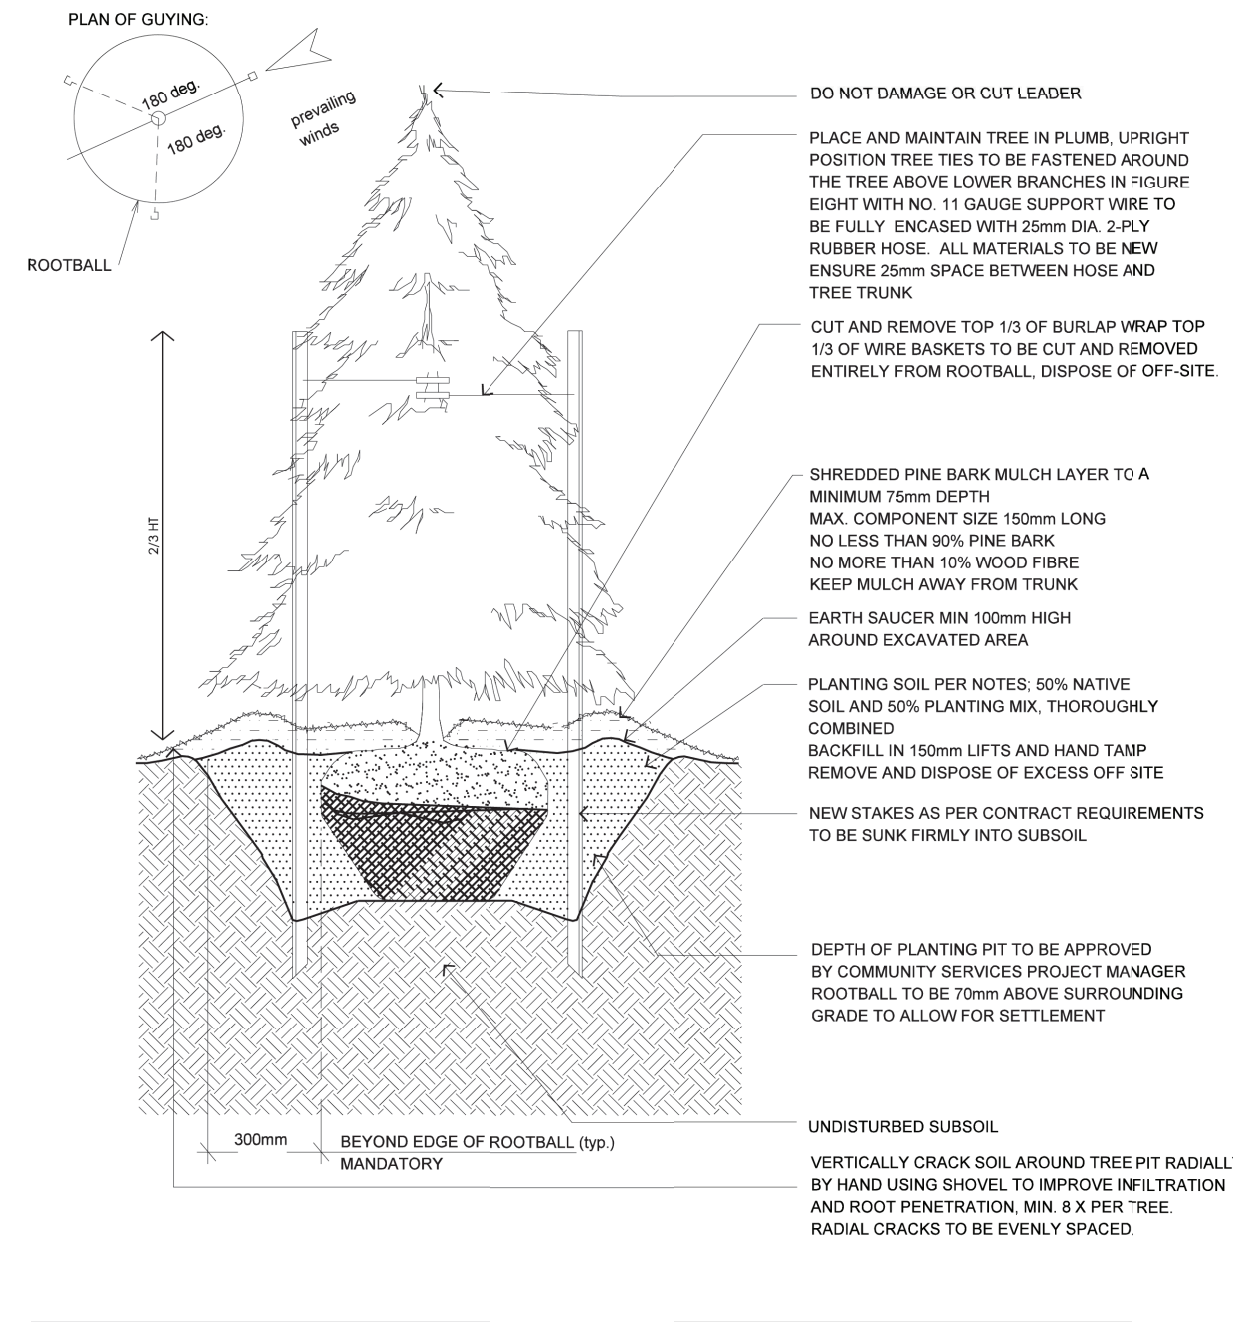 PLAN OF GUYING:
180 deg.
180 deg.
prevailing
winds
ROOTBALL
2/3 HT
DO NOT DAMAGE OR CUT LEADER
PLACE AND MAINTAIN TREE IN PLUMB, UPRIGHT
POSITION TREE TIES TO BE FASTENED AROUND
THE TREE ABOVE LOWER BRANCHES IN FIGURE
EIGHT WITH NO. 11 GAUGE SUPPORT WIRE TO
BE FULLY ENCASED WITH 25mm DIA. 2-PLY
RUBBER HOSE. ALL MATERIALS TO BE NEW
ENSURE 25mm SPACE BETWEEN HOSE AND
TREE TRUNK
CUT AND REMOVE TOP 1/3 OF BURLAP WRAP TOP
1/3 OF WIRE BASKETS TO BE CUT AND REMOVED
ENTIRELY FROM ROOTBALL, DISPOSE OF OFF-SITE.
SHREDDED PINE BARK MULCH LAYER TO A
MINIMUM 75mm DEPTH
MAX. COMPONENT SIZE 150mm LONG
NO LESS THAN 90% PINE BARK
NO MORE THAN 10% WOOD FIBRE
KEEP MULCH AWAY FROM TRUNK
EARTH SAUCER MIN 100mm HIGH
AROUND EXCAVATED AREA
PLANTING SOIL PER NOTES; 50% NATIVE
SOIL AND 50% PLANTING MIX, THOROUGHLY
COMBINED
BACKFILL IN 150mm LIFTS AND HAND TAMP
REMOVE AND DISPOSE OF EXCESS OFF SITE
NEW STAKES AS PER CONTRACT REQUIREMENTS
TO BE SUNK FIRMLY INTO SUBSOIL
DEPTH OF PLANTING PIT TO BE APPROVED
BY COMMUNITY SERVICES PROJECT MANAGER
ROOTBALL TO BE 70mm ABOVE SURROUNDING
GRADE TO ALLOW FOR SETTLEMENT
UNDISTURBED SUBSOIL
300mm
BEYOND EDGE OF ROOTBALL (typ.)
MANDATORY
VERTICALLY CRACK SOIL AROUND TREE PIT RADIALL
BY HAND USING SHOVEL TO IMPROVE INFILTRATION
AND ROOT PENETRATION, MIN. 8 X PER TREE.
RADIAL CRACKS TO BE EVENLY SPACED.